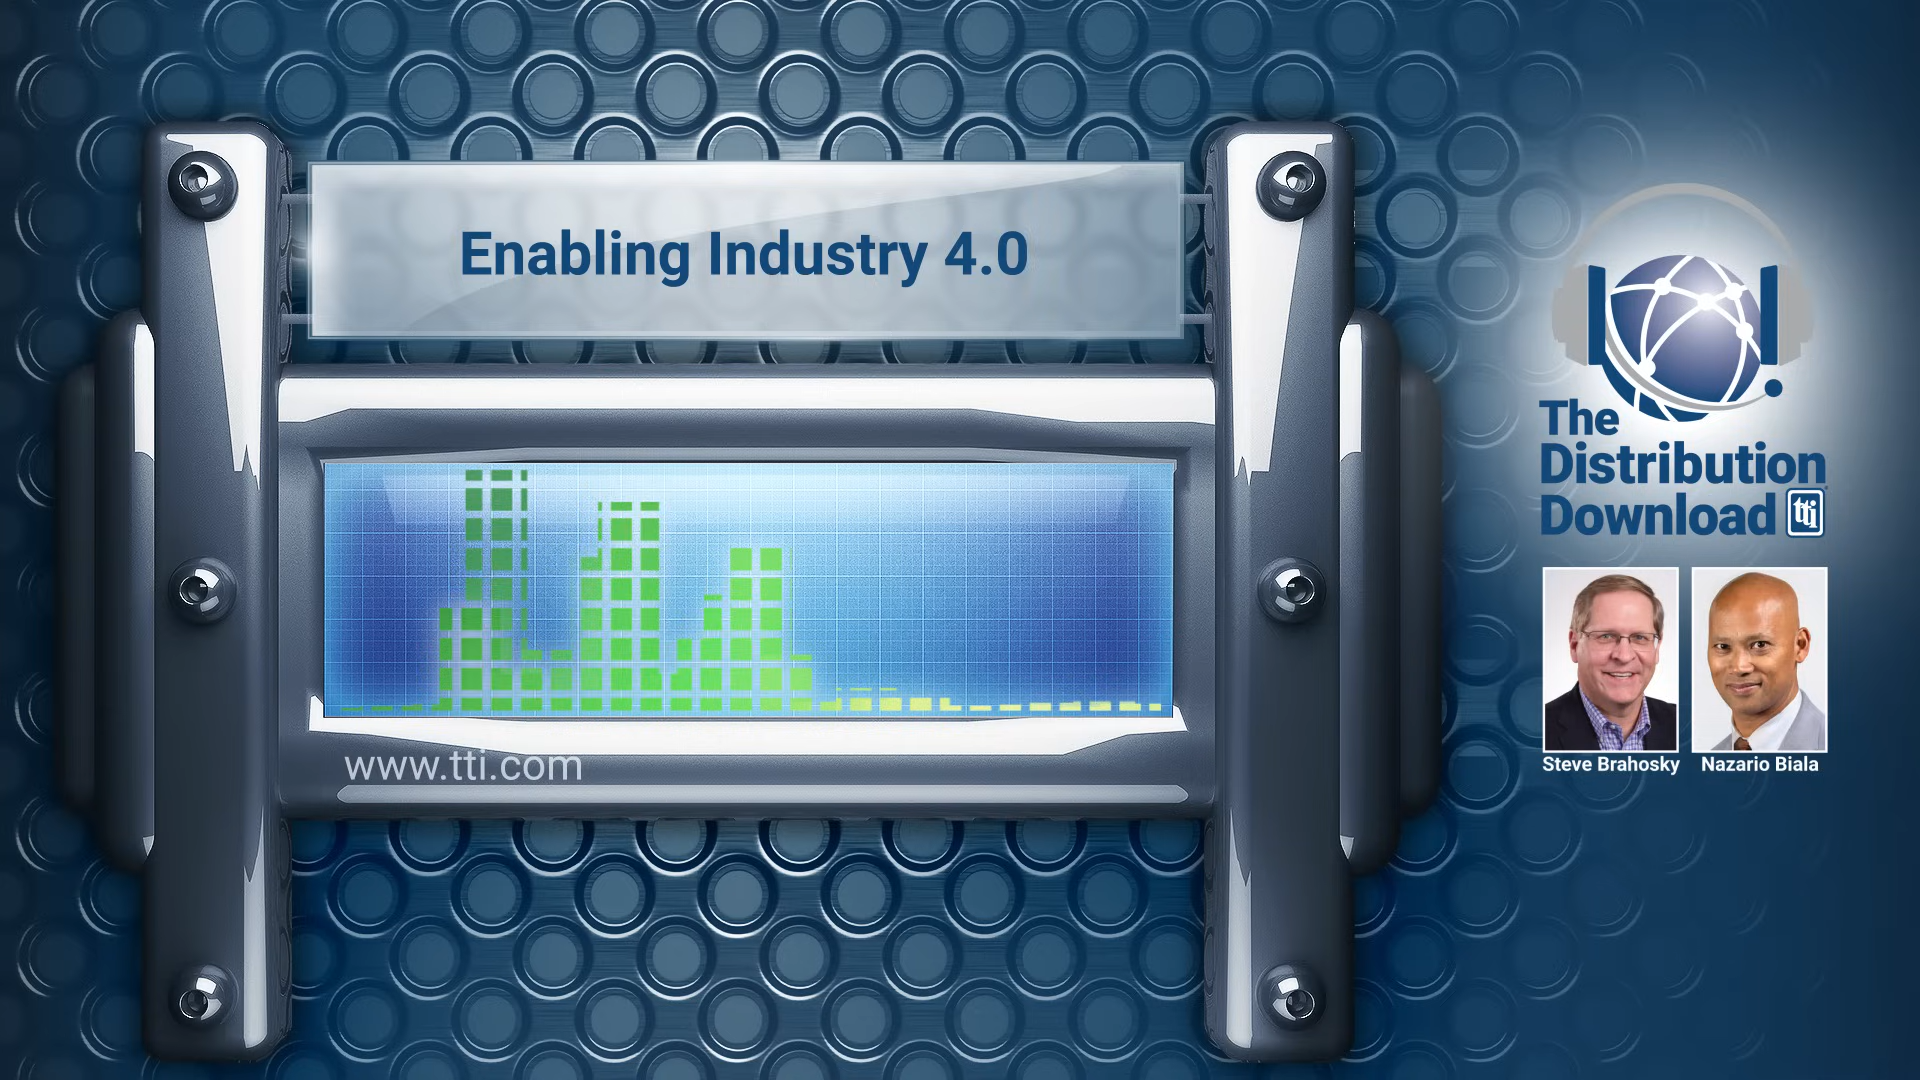 Enabling Industry 4.0
www.tti.com
The
Distribution
Download tti
Steve Brahosky
Nazario Biala